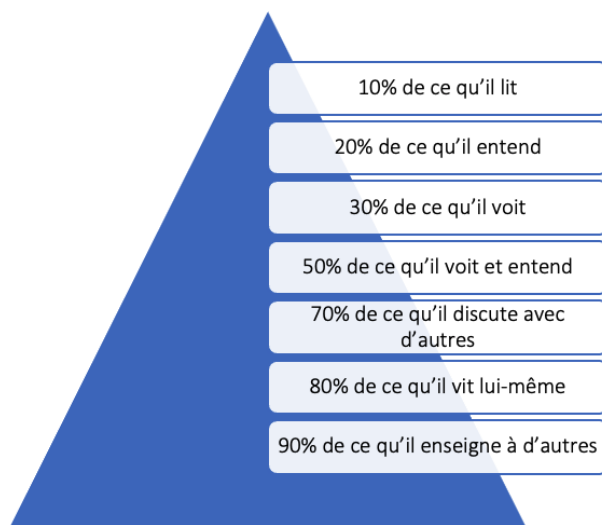 10% de ce qu’il lit
20% de ce qu’il entend
30% de ce qu’il voit
50% de ce qu’il voit et entend
70% de ce qu’il discute avec
d’autres
80% de ce qu’il vit lui-même
90% de ce qu’il enseigne à d’autres